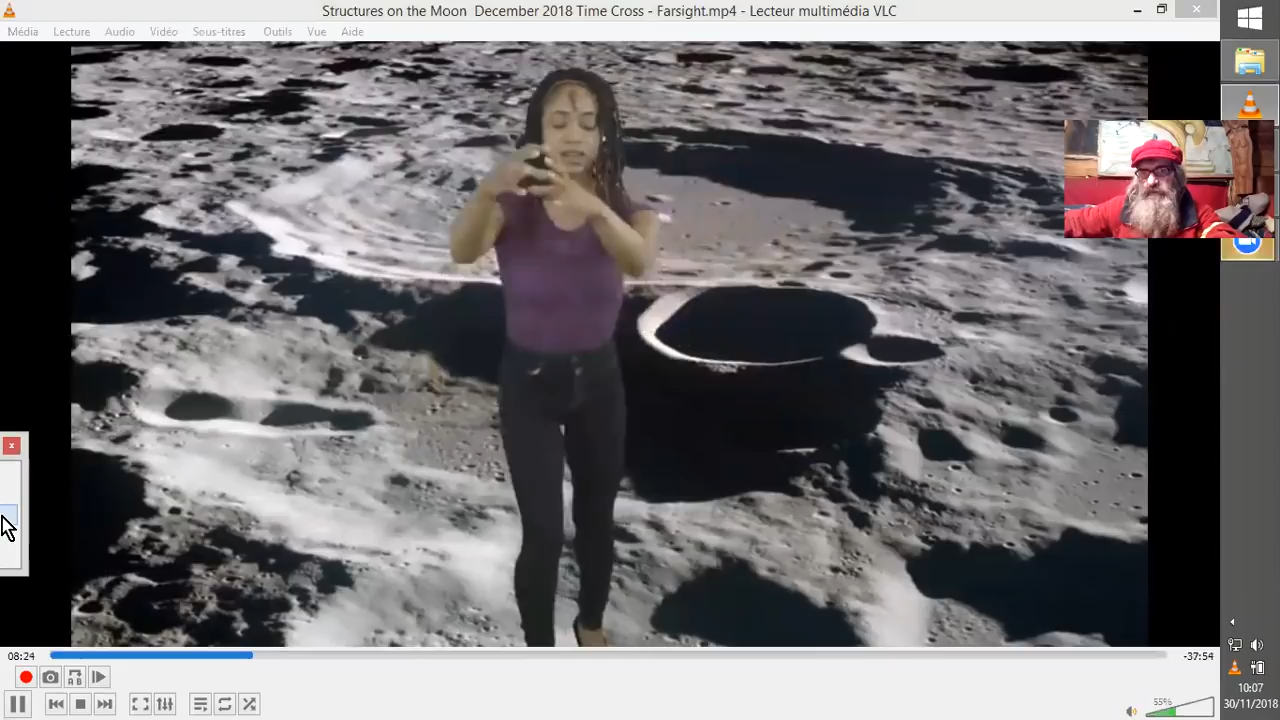 Structures on the Moon  December 2018 Time Cross - Farsight.mp4 - Lecteur multimédia VLC
Média Lecture Audio Vidéo Sous-titres Outils Vue Aide
08:24
-37:54
55%
10:07
30/11/2018